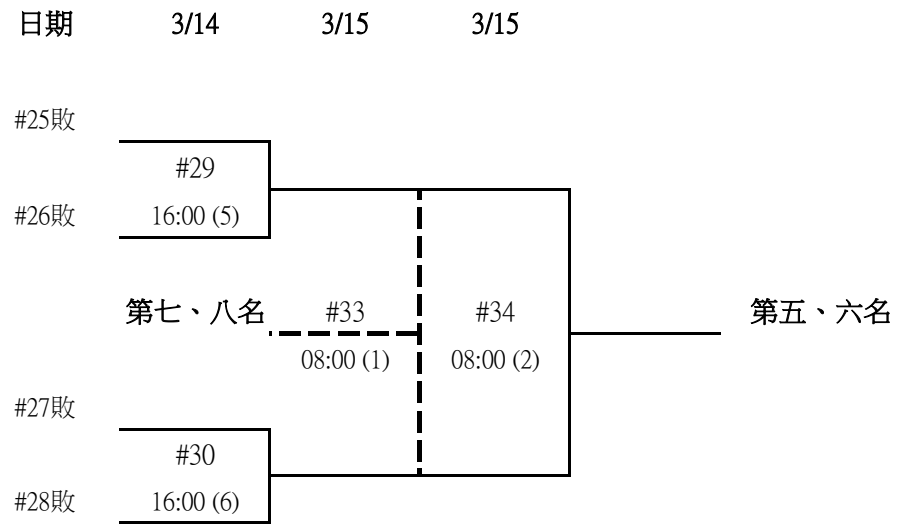 日期 3/14 3/15 3/15
#25敗
#29
#26敗 16:00 (5)
第七、八名 #33 #34 第五、六名
08:00 (1) 08:00 (2)
#27敗
#30
#28敗 16:00 (6)